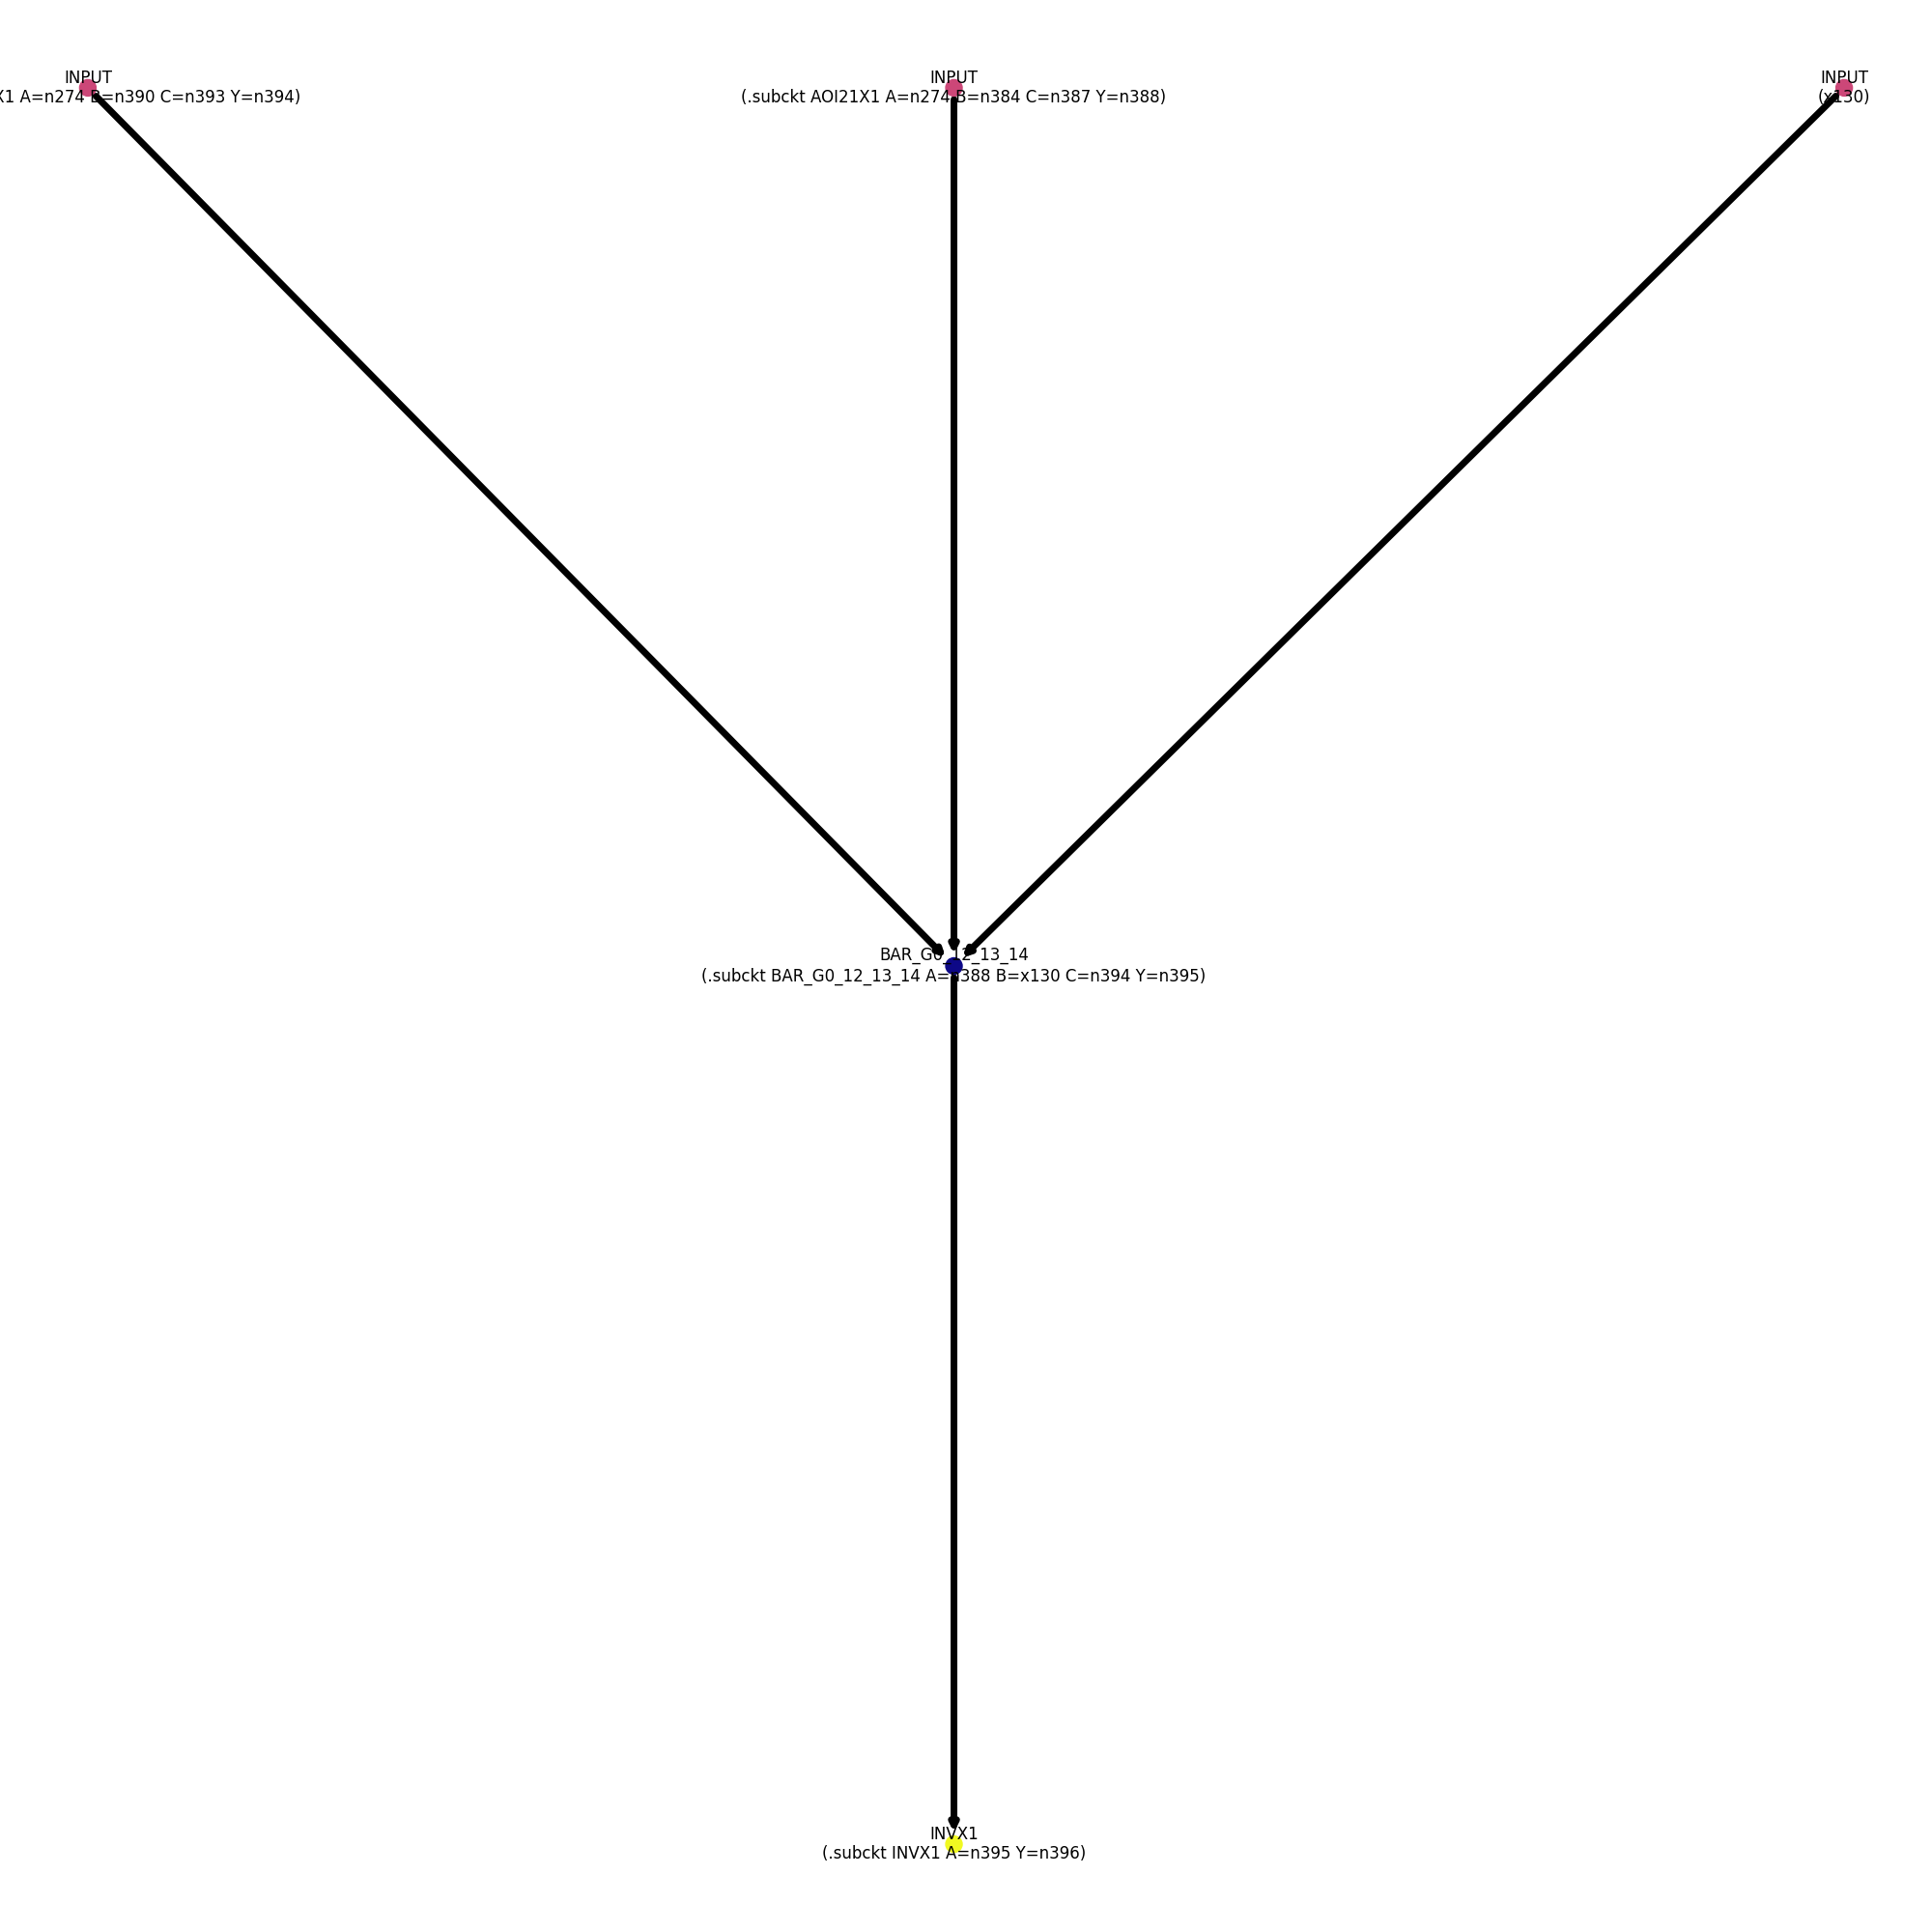 INPUT
X1 A=n274 B=n390 C=n393 Y=n394)
INPUT
(.subckt AOI21X1 A=n274 B=n384 C=n387 Y=n388)
INPUT
(x130)
BAR_G0_12_13_14
(.subckt BAR_G0_12_13_14 A=n388 B=x130 C=n394 Y=n395)
INVX1
(.subckt INVX1 A=n395 Y=n396)